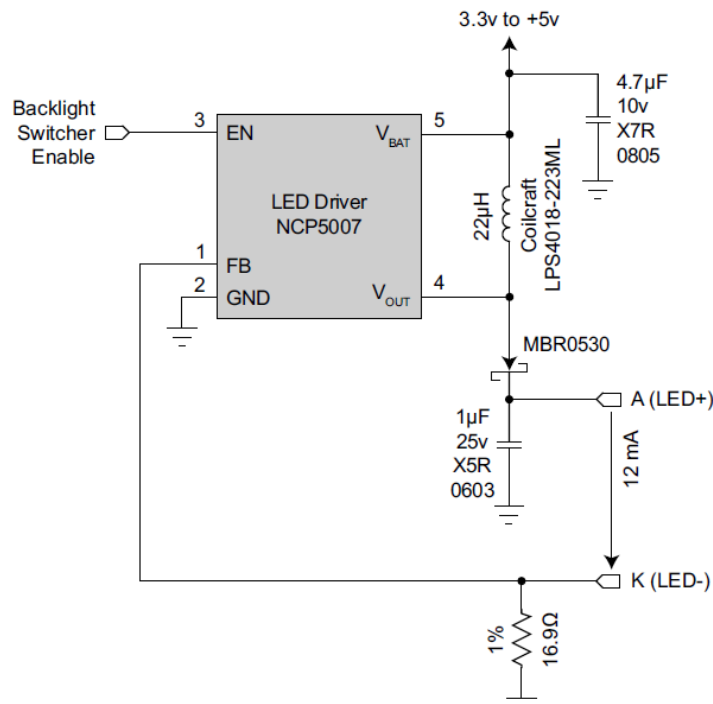 3.3v to +5v
4.7µF
10v
X7R
0805
Backlight
Switcher
Enable
3
EN
V_BAT
5
LED Driver
NCP5007
22µH
Coilcraft
LPS4018-223ML
1
FB
2
GND
V_OUT
4
MBR0530
1µF
25v
X5R
0603
A (LED+)
12 mA
K (LED-)
1%
16.9Ω